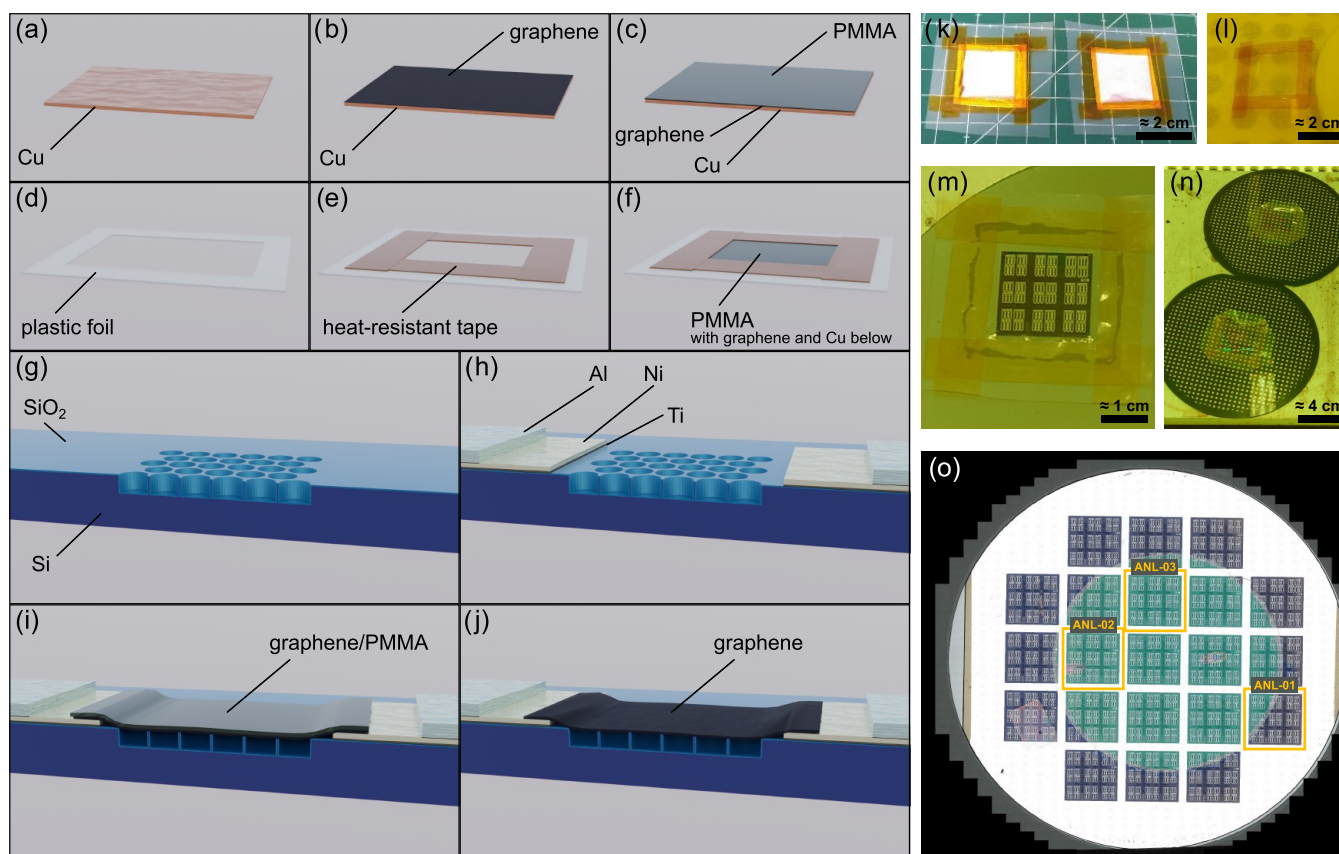 (a)
Cu
(b)
graphene
Cu
(c)
PMMA
graphene
Cu
(d)
plastic foil
(e)
heat-resistant tape
(f)
PMMA
with graphene and Cu below
(g)
SiO₂
Si
(h)
Al
Ni
Ti
(i)
graphene/PMMA
(j)
graphene
(k)
≈ 2 cm
(l)
≈ 2 cm
(m)
≈ 1 cm
(n)
≈ 4 cm
(o)
ANL-03
ANL-02
ANL-01